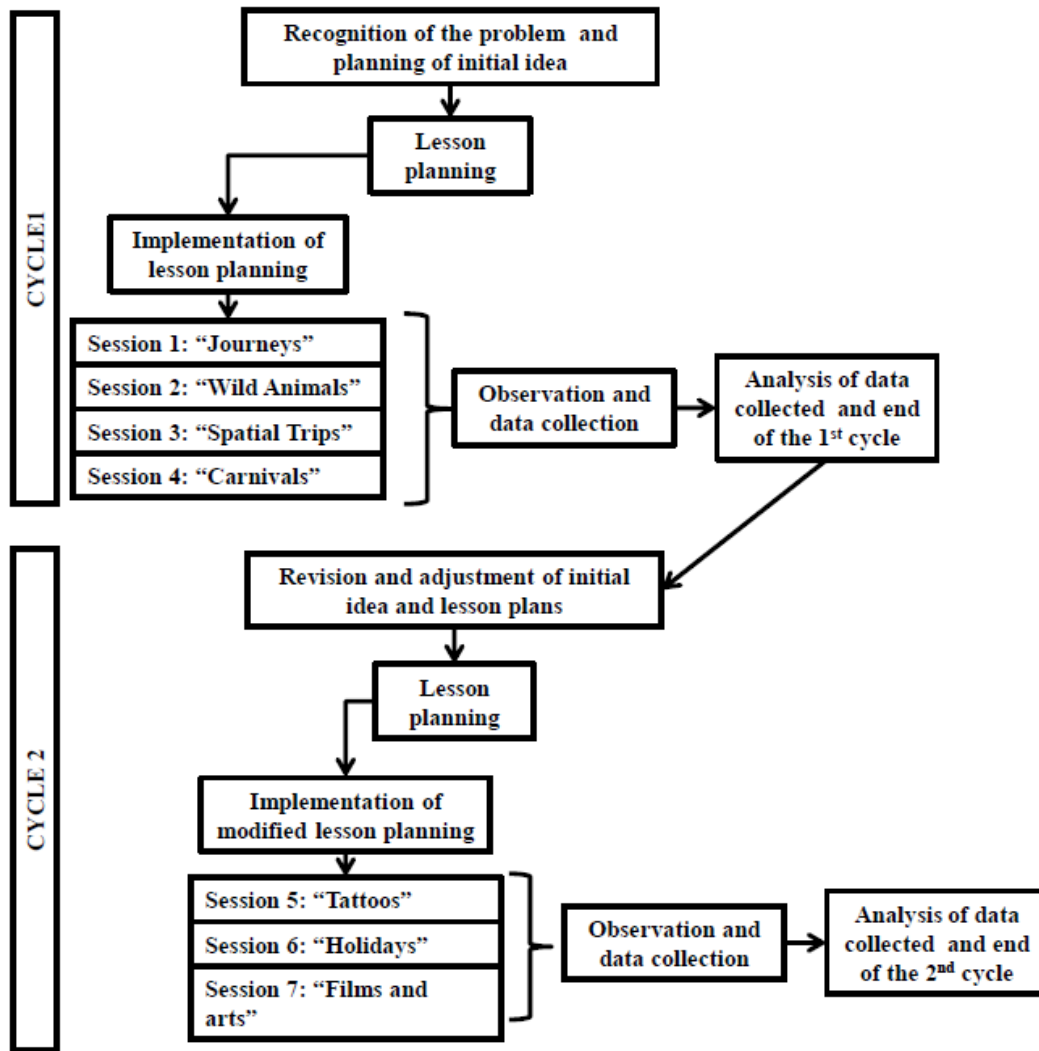 CYCLE1
Recognition of the problem and
planning of initial idea
Lesson
planning
Implementation of
lesson planning
Session 1: “Journeys”
Session 2: “Wild Animals”
Session 3: “Spatial Trips”
Session 4: “Carnivals”
Observation and
data collection
Analysis of data
collected and end
of the 1st cycle
CYCLE 2
Revision and adjustment of initial
idea and lesson plans
Lesson
planning
Implementation of
modified lesson planning
Session 5: “Tattoos”
Session 6: “Holidays”
Session 7: “Films and
arts”
Observation and
data collection
Analysis of data
collected and end
of the 2nd cycle